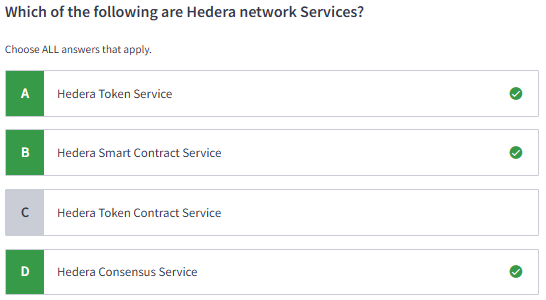 Which of the following are Hedera network Services?
Choose ALL answers that apply.
A Hedera Token Service
B Hedera Smart Contract Service
C Hedera Token Contract Service
D Hedera Consensus Service